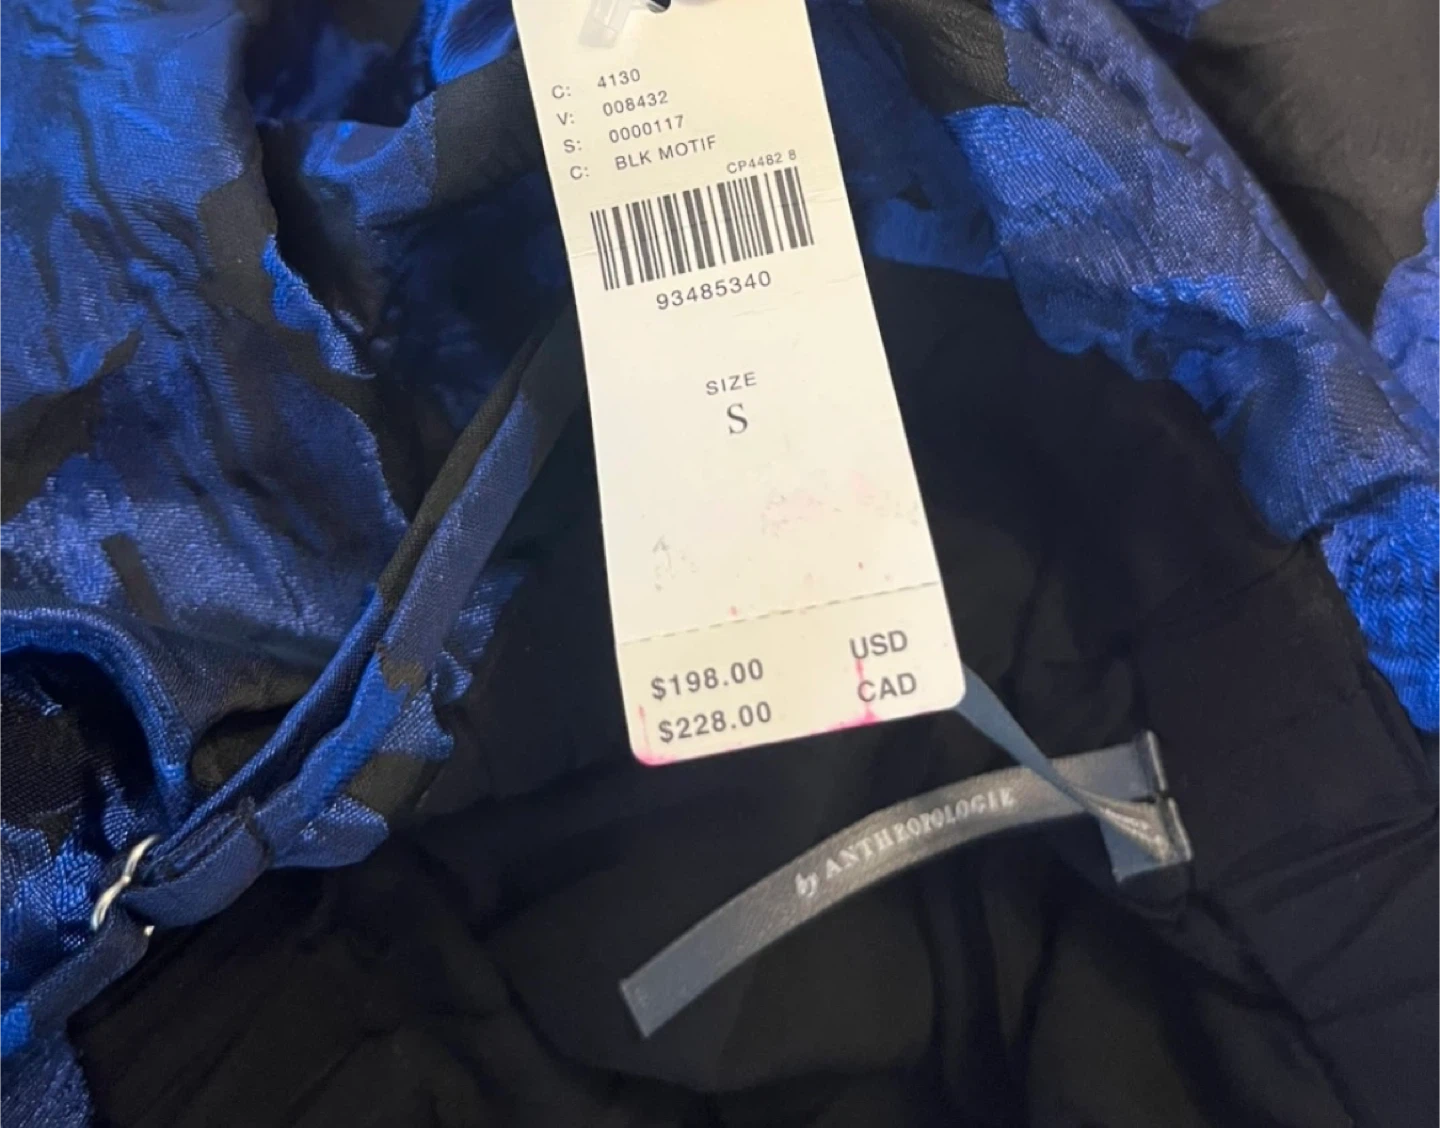 C: 4130
V: 008432
S: 0000117
C: BLK MOTIF
CP4482 8
93485340
SIZE
S
$198.00 USD
$228.00 CAD
by ANTHROPOLOGIE